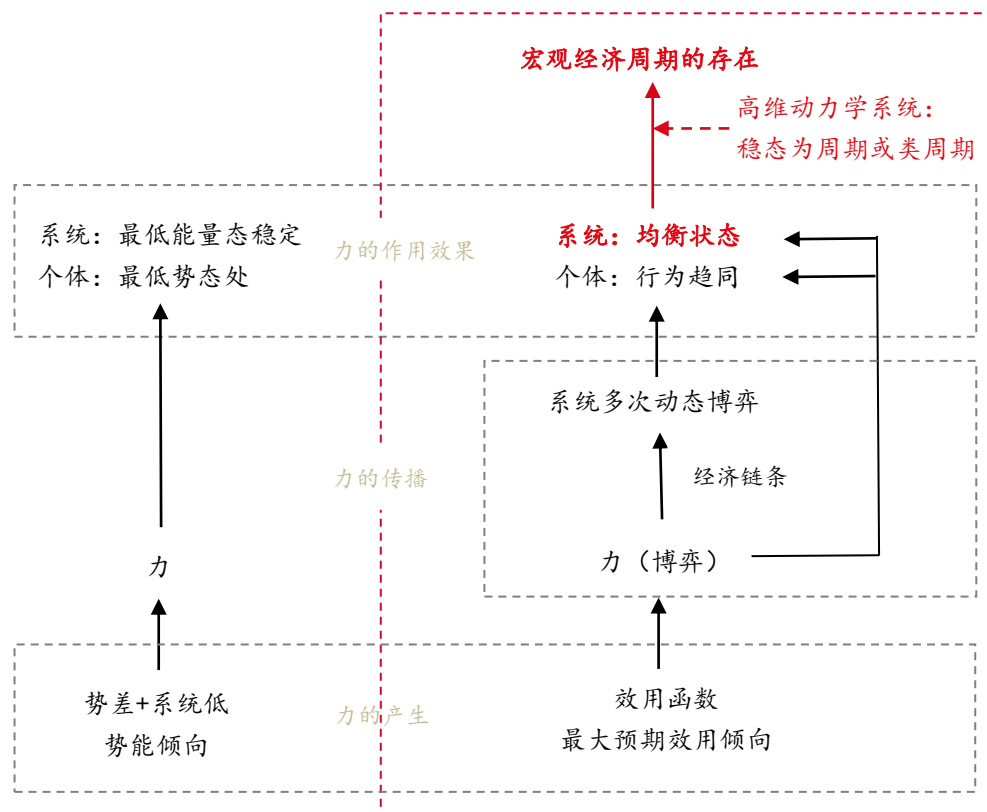 宏观经济周期的存在
高维动力学系统：
稳态为周期或类周期
系统：最低能量态稳定
个体：最低势态处
力的作用效果
系统：均衡状态
个体：行为趋同
系统多次动态博弈
力的传播
经济链条
力
力（博弈）
势差+系统低
势能倾向
力的产生
效用函数
最大预期效用倾向